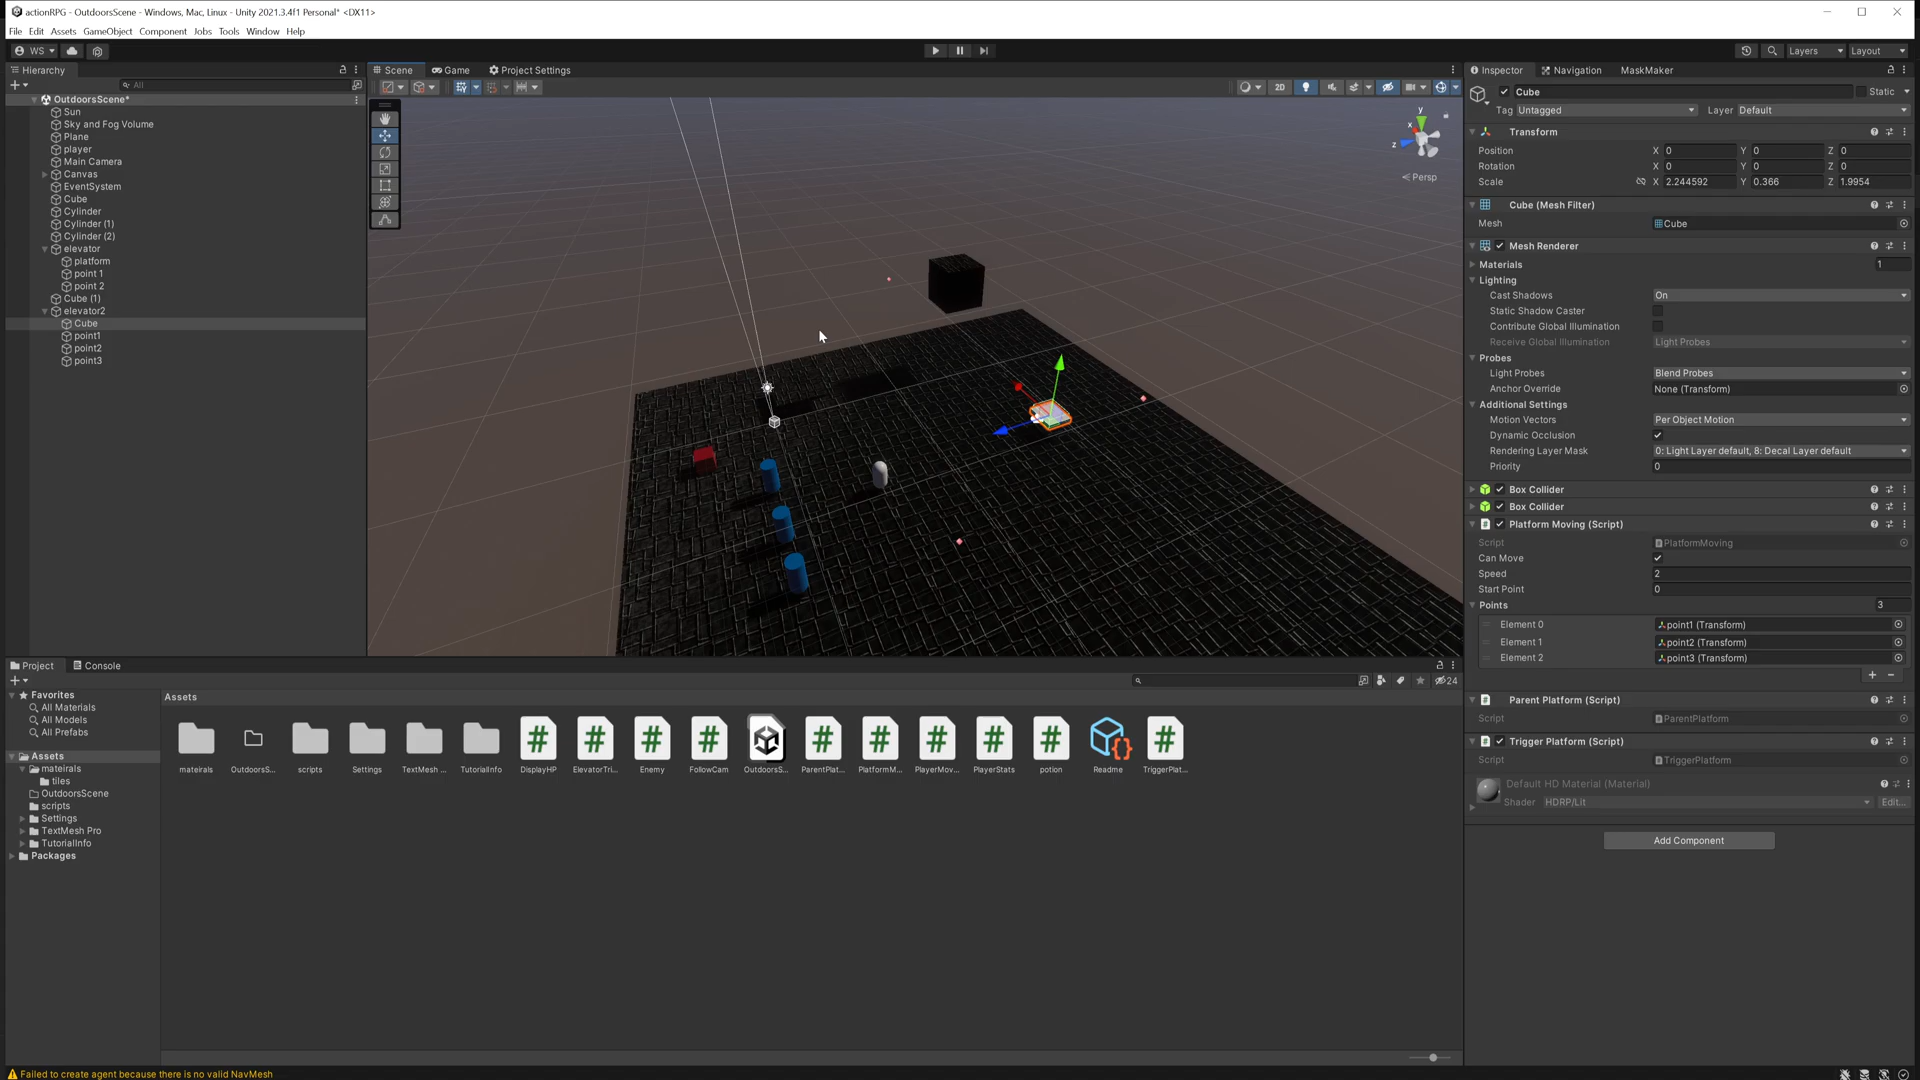 actionRPG - OutdoorsScene - Windows, Mac, Linux - Unity 2021.3.4f1 Personal* <DX11>
File Edit Assets GameObject Component Jobs Tools Window Help
WS
Layers
Layout
Hierarchy
All
OutdoorsScene*
Sun
Sky and Fog Volume
Plane
player
Main Camera
Canvas
EventSystem
Cube
Cylinder
Cylinder (1)
Cylinder (2)
elevator
platform
point 1
point 2
Cube (1)
elevator2
Cube
point1
point2
point3
Scene
Game
Project Settings
2D
y
x
z
Persp
Inspector
Navigation
MaskMaker
Cube
Static
Tag Untagged
Layer Default
Transform
Position X 0 Y 0 Z 0
Rotation X 0 Y 0 Z 0
Scale X 2.244592 Y 0.366 Z 1.9954
Cube (Mesh Filter)
Mesh Cube
Mesh Renderer
Materials 1
Lighting
Cast Shadows On
Static Shadow Caster
Contribute Global Illumination
Receive Global Illumination Light Probes
Probes
Light Probes Blend Probes
Anchor Override None (Transform)
Additional Settings
Motion Vectors Per Object Motion
Dynamic Occlusion
Rendering Layer Mask 0: Light Layer default, 8: Decal Layer default
Priority 0
Box Collider
Box Collider
Platform Moving (Script)
Script PlatformMoving
Can Move
Speed 2
Start Point 0
Points 3
Element 0 point1 (Transform)
Element 1 point2 (Transform)
Element 2 point3 (Transform)
Parent Platform (Script)
Script ParentPlatform
Trigger Platform (Script)
Script TriggerPlatform
Default HD Material (Material)
Shader HDRP/Lit Edit...
Add Component
Project
Console
24
Favorites
All Materials
All Models
All Prefabs
Assets
mateirals
tiles
OutdoorsScene
scripts
Settings
TextMesh Pro
TutorialInfo
Packages
Assets
mateirals
OutdoorsS...
scripts
Settings
TextMesh ...
TutorialInfo
DisplayHP
ElevatorTri...
Enemy
FollowCam
OutdoorsS...
ParentPlat...
PlatformM...
PlayerMov...
PlayerStats
potion
Readme
TriggerPlat...
Failed to create agent because there is no valid NavMesh